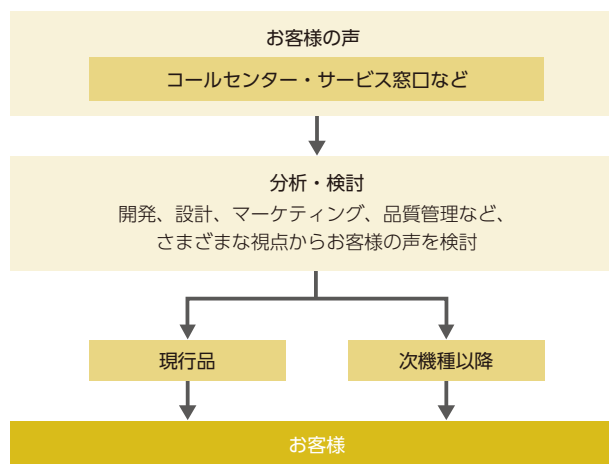 お客様の声
コールセンター・サービス窓口など
分析・検討
開発、設計、マーケティング、品質管理など、
さまざまな視点からお客様の声を検討
現行品
次機種以降
お客様